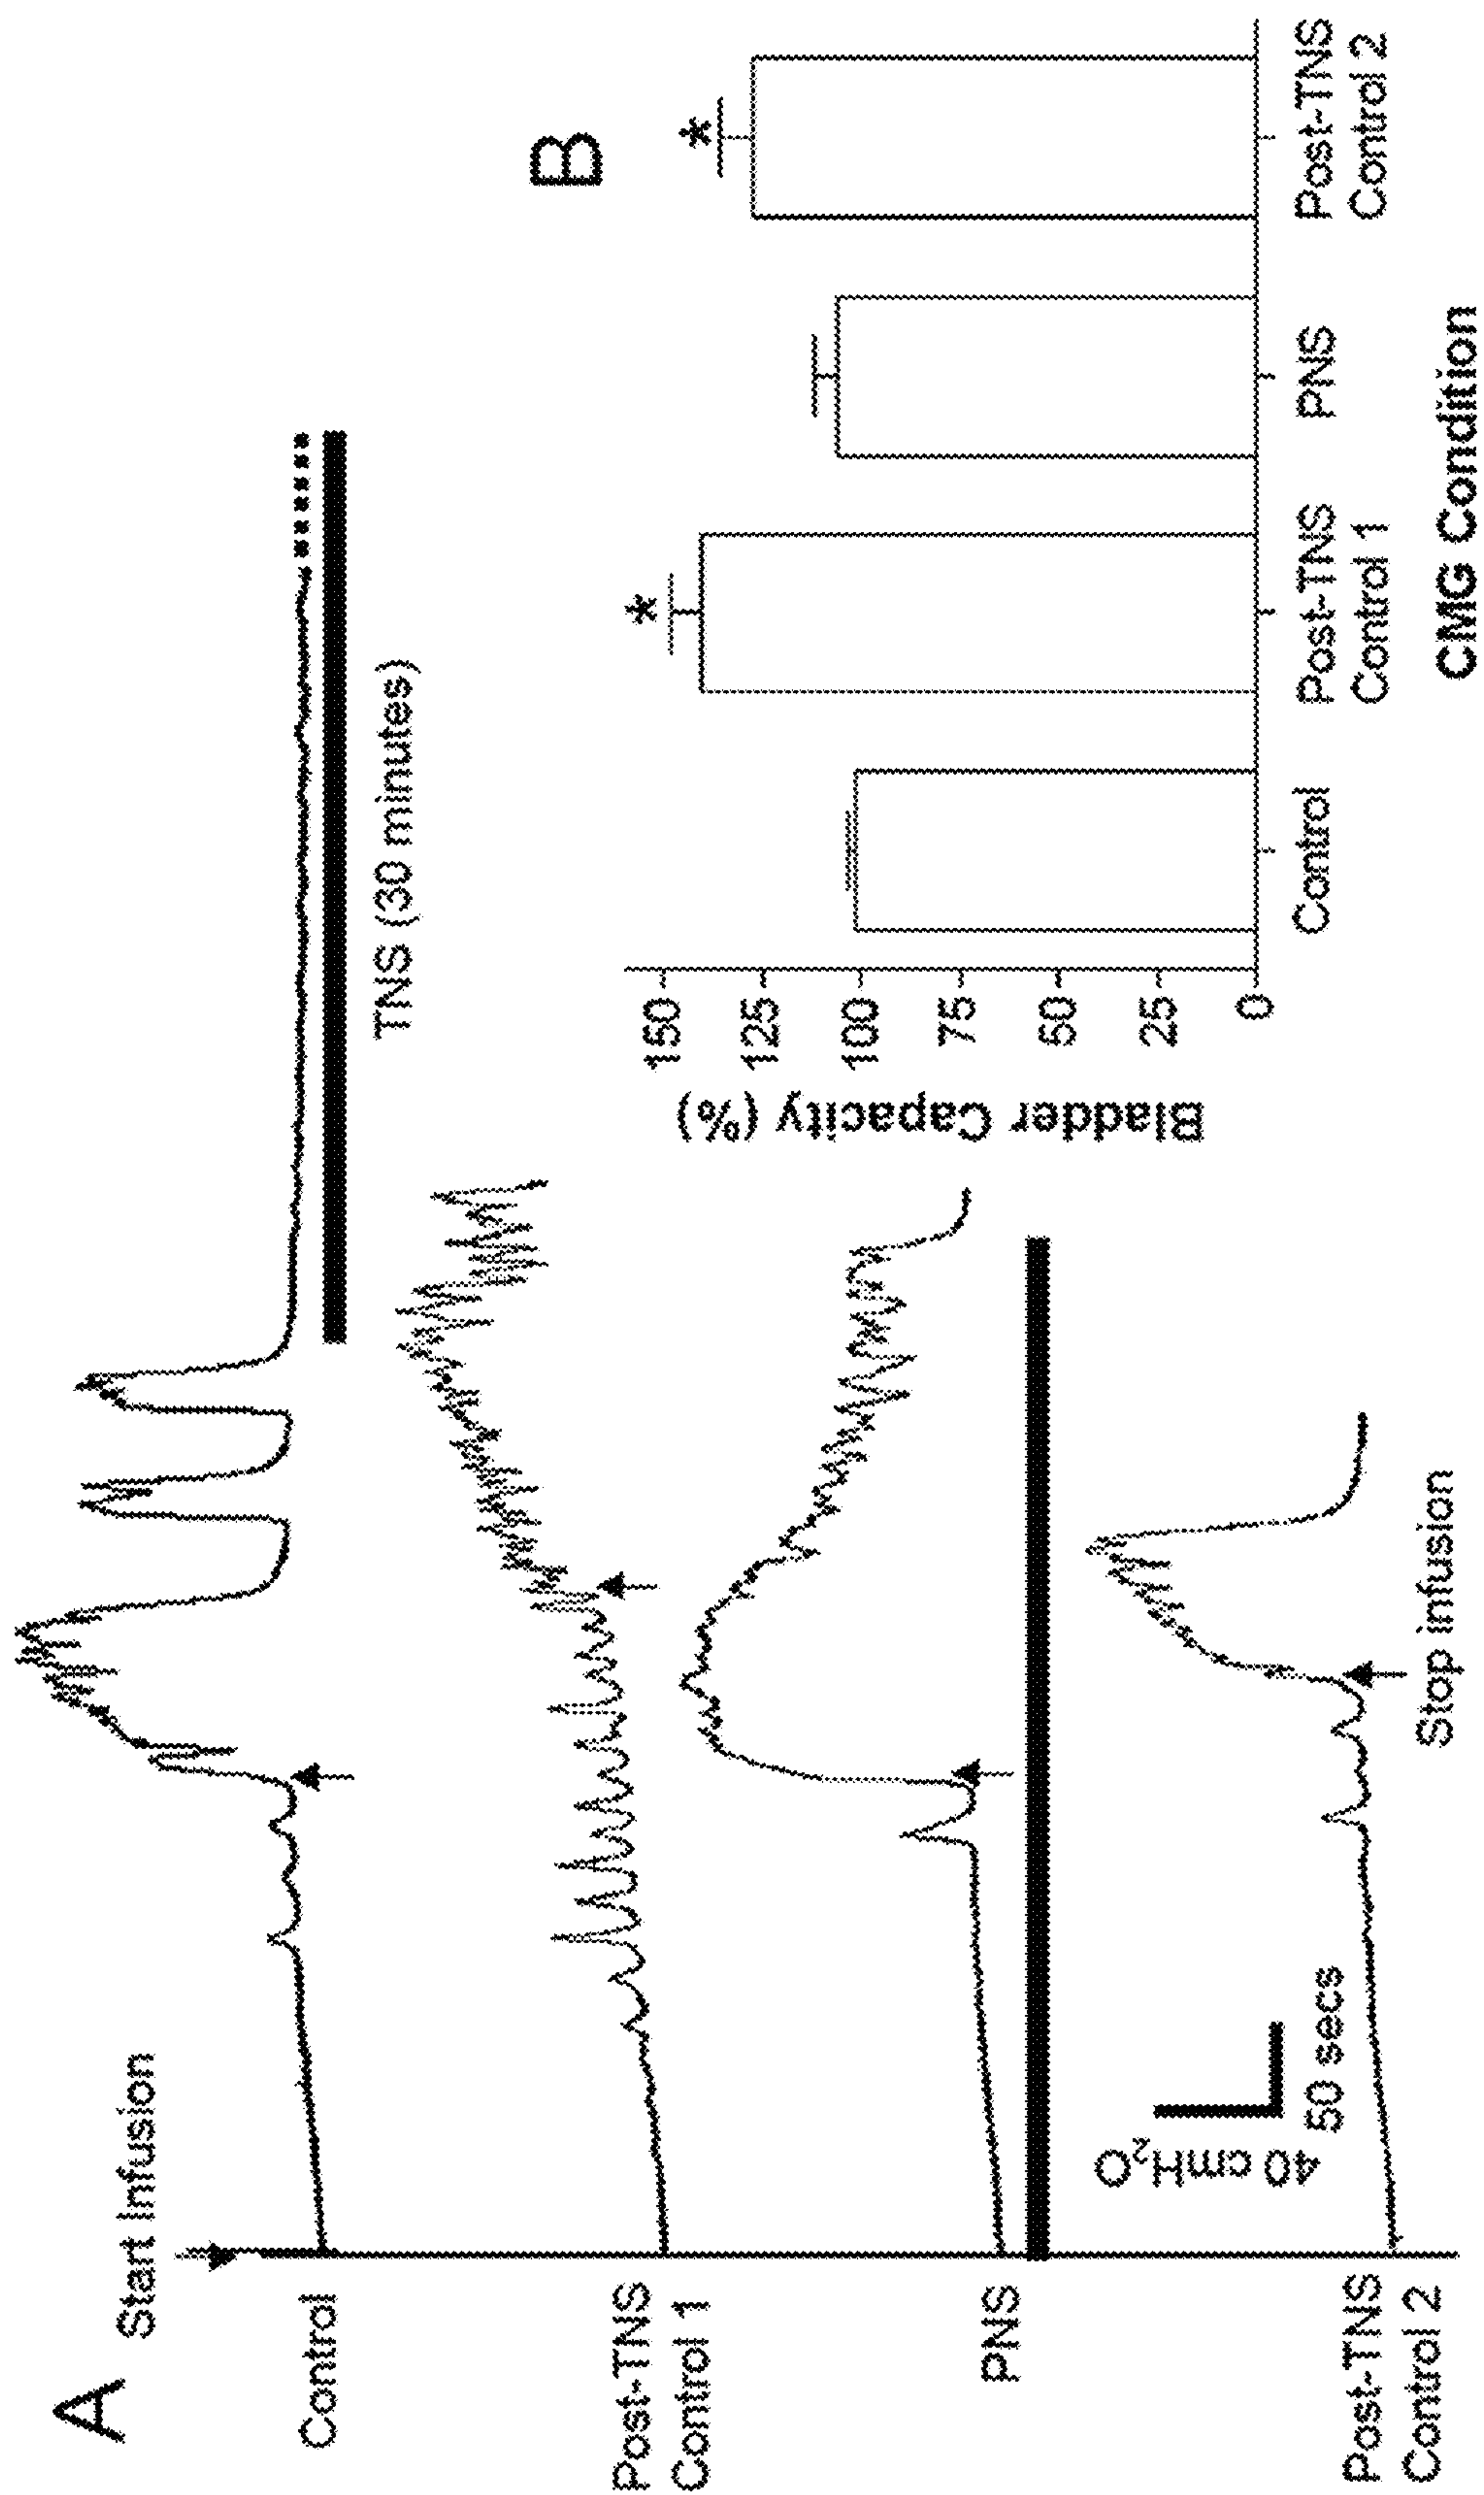 A
Start Infusion
Control
TNS (30 minutes)
Post-TNS
Control 1
PNS
40 cmH₂O
50 secs
Post-TNS
Control 2
Stop infusion
B
Bladder Capacity (%)
150
125
100
75
50
25
0
*
*
Control
Post-TNS
Control 1
PNS
Post-TNS
Control 2
CMG Condition